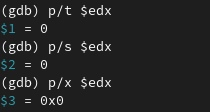 (gdb) p/t $edx
$1 = 0
(gdb) p/s $edx
$2 = 0
(gdb) p/x $edx
$3 = 0x0